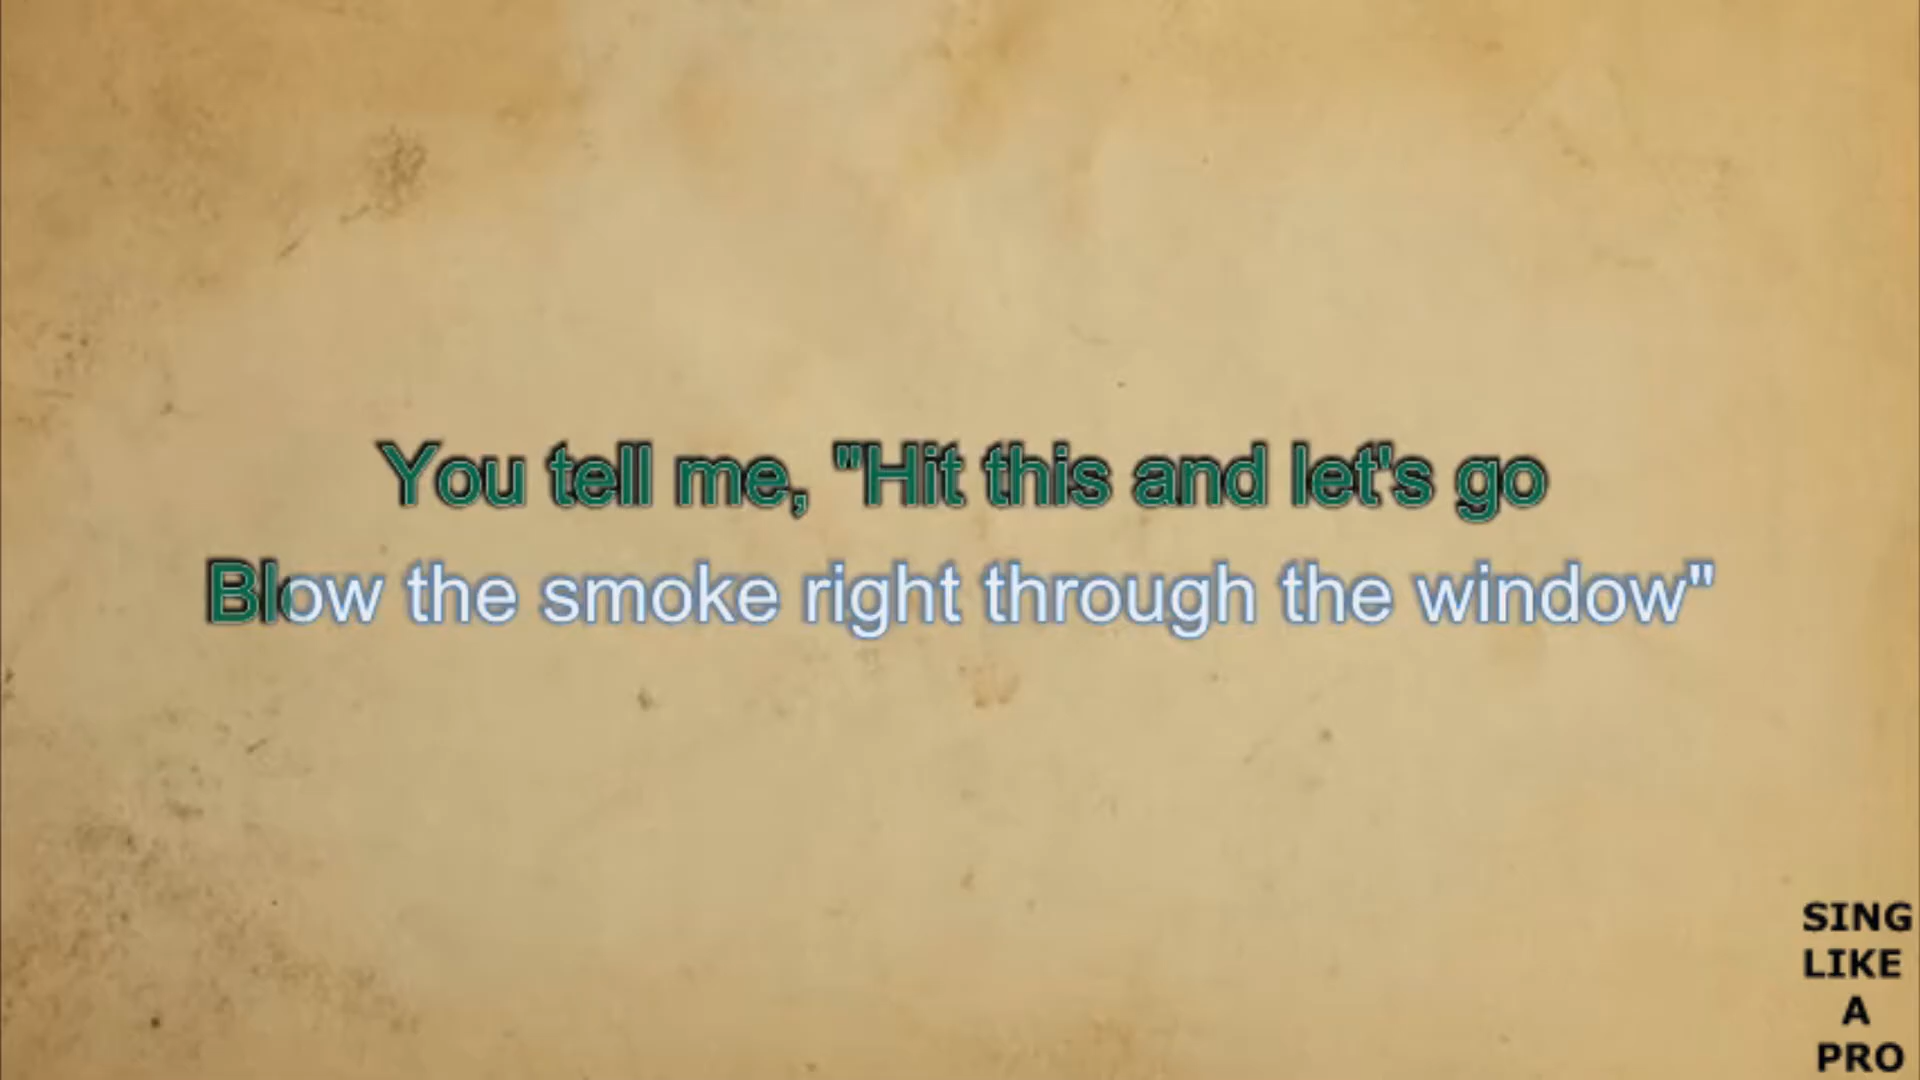 You tell me, "Hit this and let's go
Blow the smoke right through the window"
SING
LIKE
A
PRO